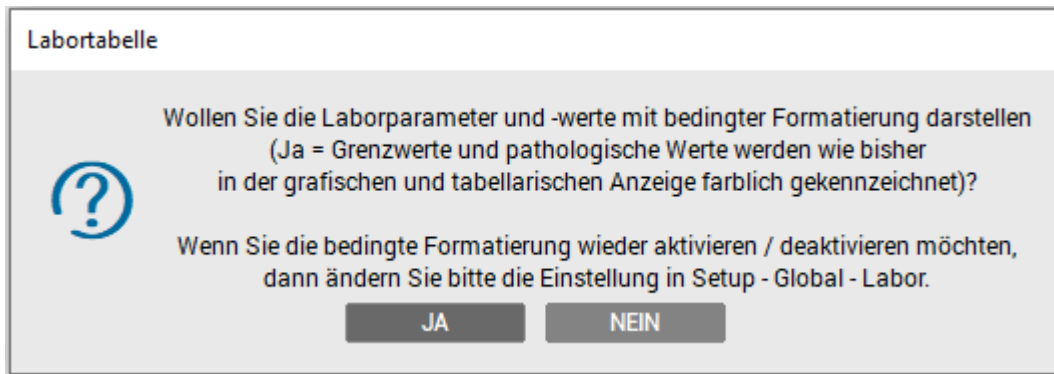 Labortabelle
Wollen Sie die Laborparameter und -werte mit bedingter Formatierung darstellen
(Ja = Grenzwerte und pathologische Werte werden wie bisher
in der grafischen und tabellarischen Anzeige farblich gekennzeichnet)?
Wenn Sie die bedingte Formatierung wieder aktivieren / deaktivieren möchten,
dann ändern Sie bitte die Einstellung in Setup - Global - Labor.
JA
NEIN